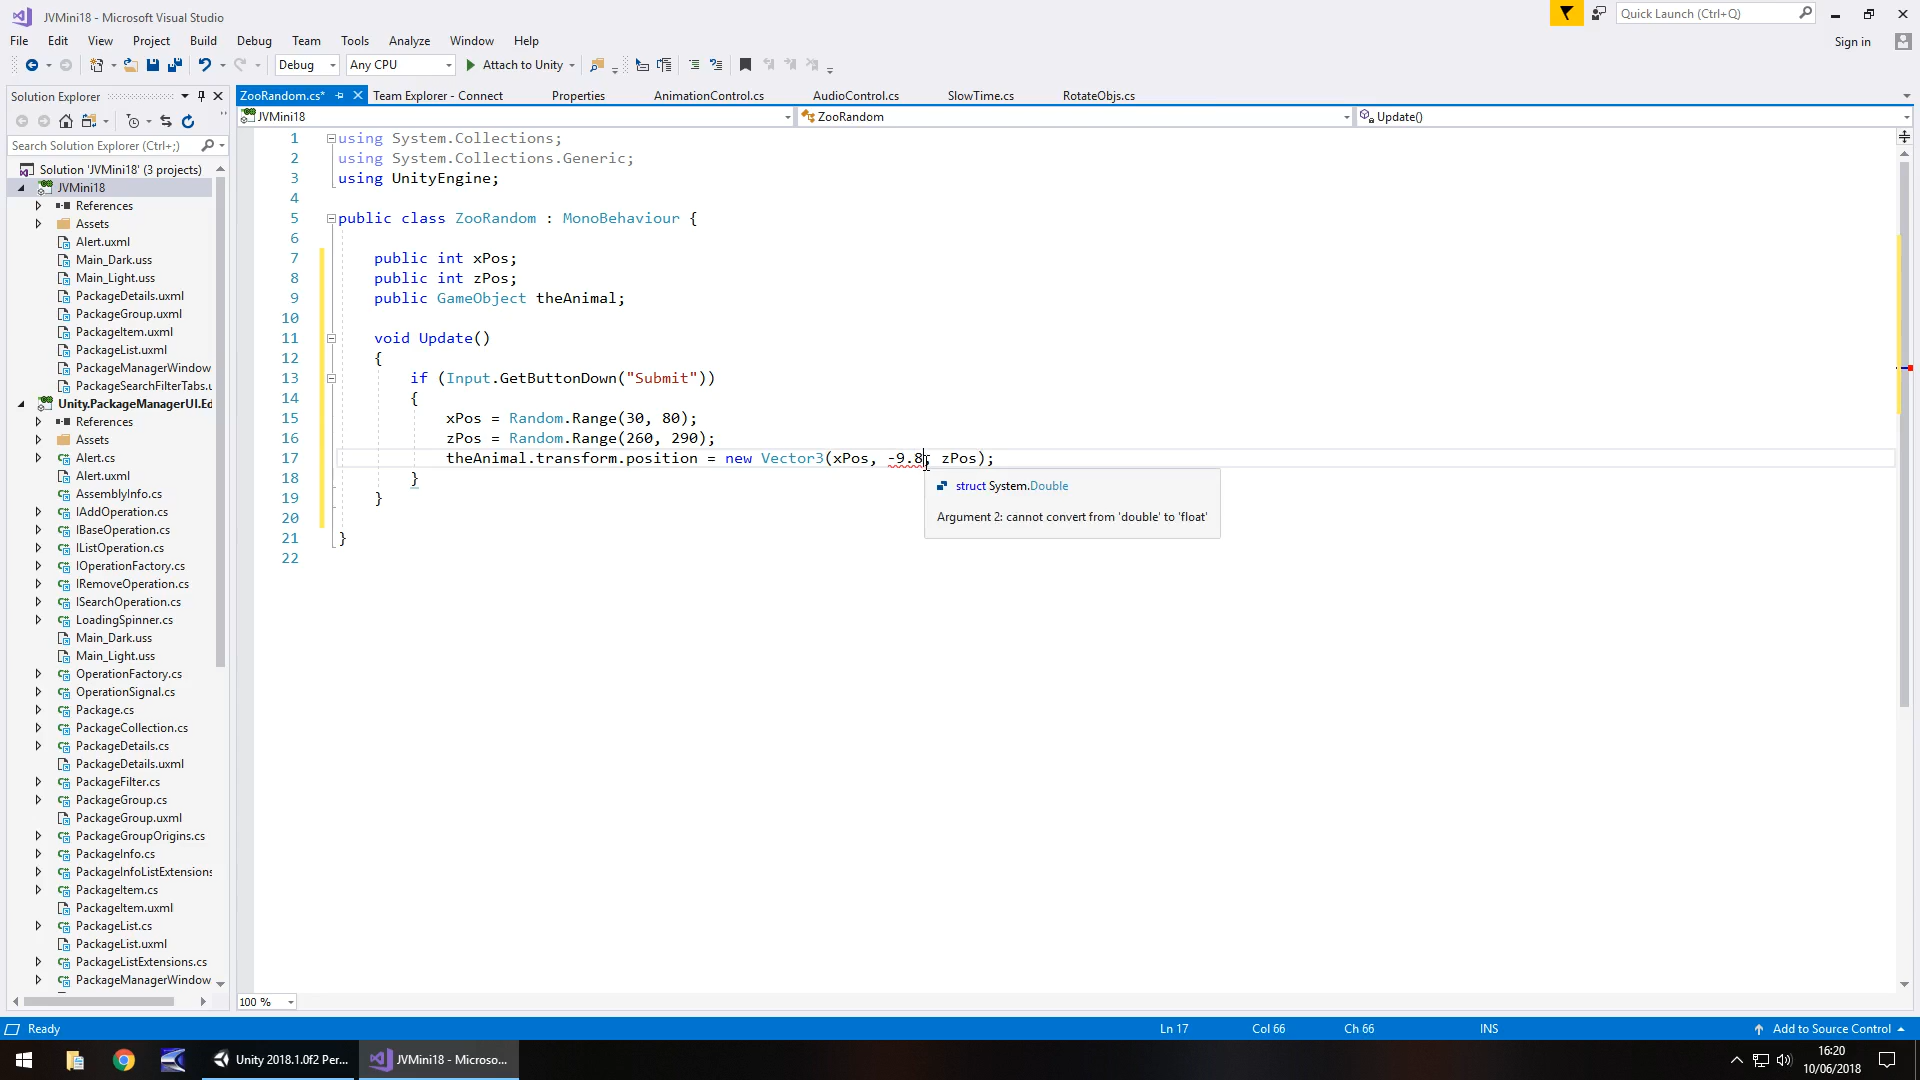 JVMini18 - Microsoft Visual Studio
Quick Launch (Ctrl+Q)
File Edit View Project Build Debug Team Tools Analyze Window Help
Sign in
Debug Any CPU Attach to Unity
Solution Explorer
ZooRandom.cs* Team Explorer - Connect Properties AnimationControl.cs AudioControl.cs SlowTime.cs RotateObjs.cs
JVMini18 ZooRandom Update()
Search Solution Explorer (Ctrl+;)
Solution 'JVMini18' (3 projects)
JVMini18
References
Assets
Alert.uxml
Main_Dark.uss
Main_Light.uss
PackageDetails.uxml
PackageGroup.uxml
PackageItem.uxml
PackageList.uxml
PackageManagerWindow
PackageSearchFilterTabs.u
Unity.PackageManagerUI.Ed
References
Assets
Alert.cs
Alert.uxml
AssemblyInfo.cs
IAddOperation.cs
IBaseOperation.cs
IListOperation.cs
IOperationFactory.cs
IRemoveOperation.cs
ISearchOperation.cs
LoadingSpinner.cs
Main_Dark.uss
Main_Light.uss
OperationFactory.cs
OperationSignal.cs
Package.cs
PackageCollection.cs
PackageDetails.cs
PackageDetails.uxml
PackageFilter.cs
PackageGroup.cs
PackageGroup.uxml
PackageGroupOrigins.cs
PackageInfo.cs
PackageInfoListExtensions
PackageItem.cs
PackageItem.uxml
PackageList.cs
PackageList.uxml
PackageListExtensions.cs
PackageManagerWindow
1 using System.Collections;
2 using System.Collections.Generic;
3 using UnityEngine;
4
5 public class ZooRandom : MonoBehaviour {
6
7 public int xPos;
8 public int zPos;
9 public GameObject theAnimal;
10
11 void Update()
12 {
13 if (Input.GetButtonDown("Submit"))
14 {
15 xPos = Random.Range(30, 80);
16 zPos = Random.Range(260, 290);
17 theAnimal.transform.position = new Vector3(xPos, -9.8, zPos);
18 }
19 }
20
21 }
22
struct System.Double
Argument 2: cannot convert from 'double' to 'float'
100 %
Ready Ln 17 Col 66 Ch 66 INS Add to Source Control
Unity 2018.1.0f2 Per... JVMini18 - Microso...
16:20
10/06/2018